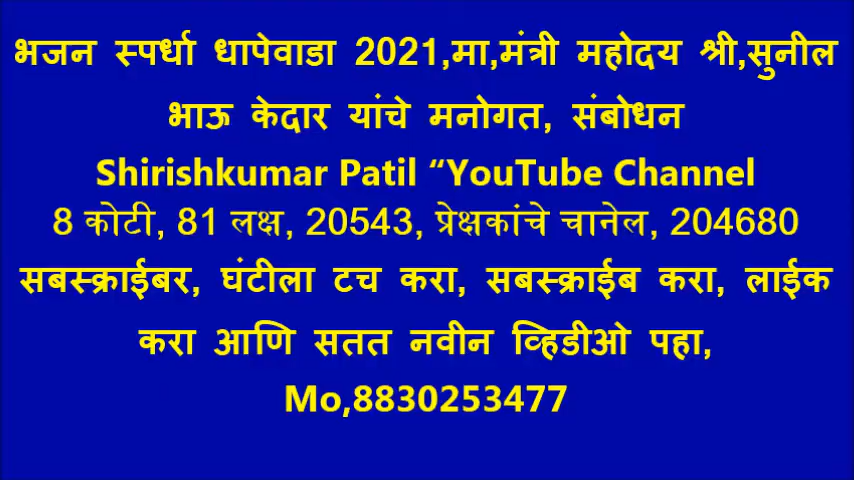 भजन स्पर्धा धापेवाडा 2021,मा,मंत्री महोदय श्री,सुनील
भाऊ केदार यांचे मनोगत, संबोधन
Shirishkumar Patil “YouTube Channel
8 कोटी, 81 लक्ष, 20543, प्रेक्षकांचे चानेल, 204680
सबस्क्राईबर, घंटीला टच करा, सबस्क्राईब करा, लाईक
करा आणि सतत नवीन व्हिडीओ पहा,
Mo,8830253477